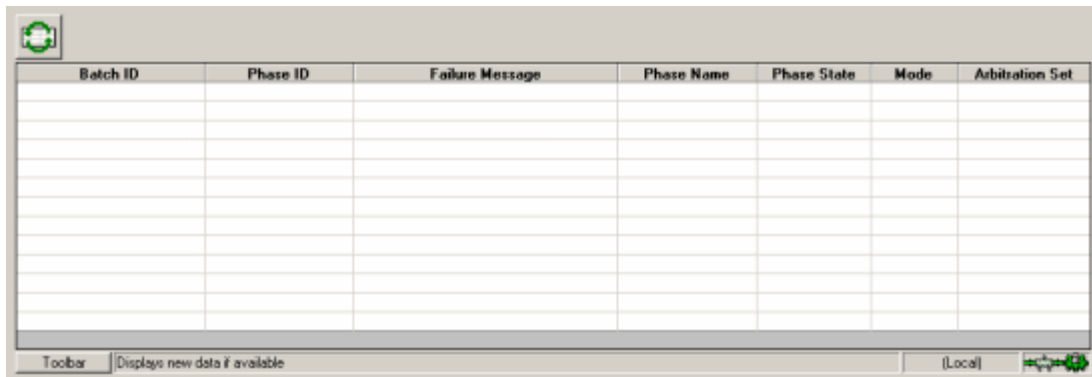 Batch ID Phase ID Failure Message Phase Name Phase State Mode Arbitration Set
Toolbar Displays new data if available (Local)